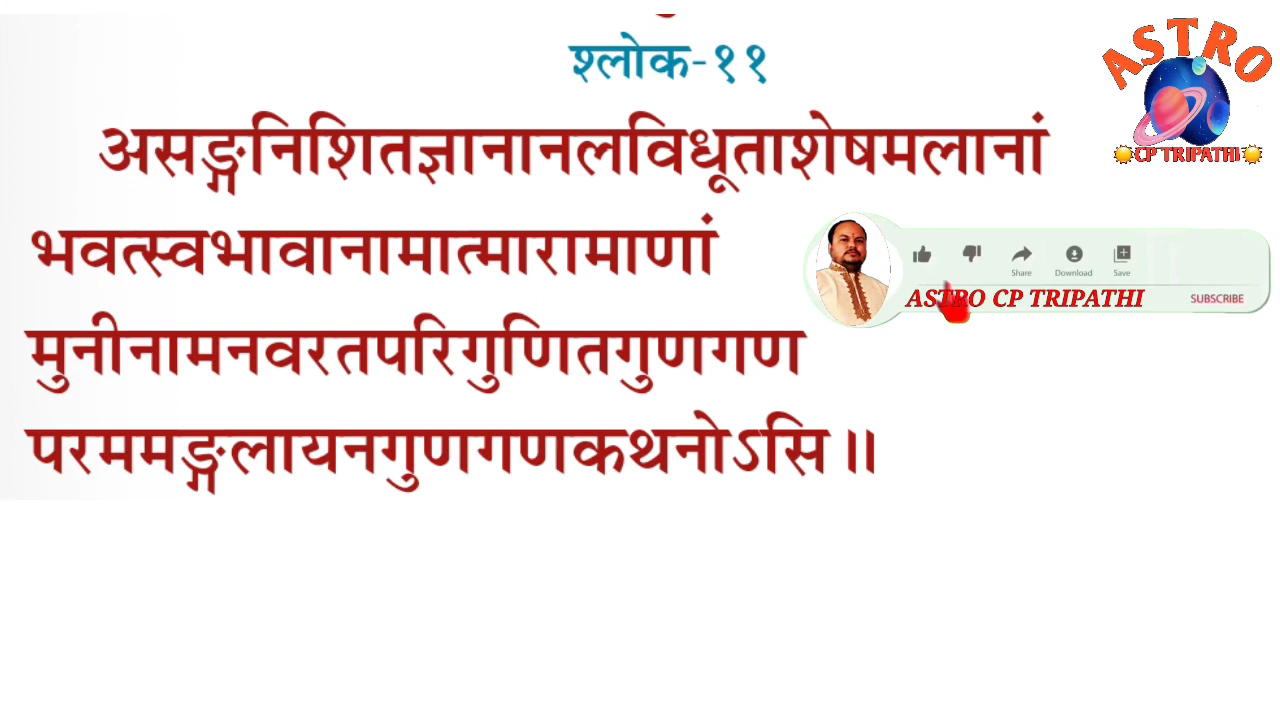 श्लोक-११
ASTRO
CP TRIPATHI
असङ्गनिशितज्ञानानलविधूताशेषमलानां
भवत्स्वभावानामात्मारामाणां
Share Download Save
ASTRO CP TRIPATHI SUBSCRIBE
मुनीनामनवरतपरिगुणितगुणगण
परममङ्गलायनगुणगणकथनोऽसि॥